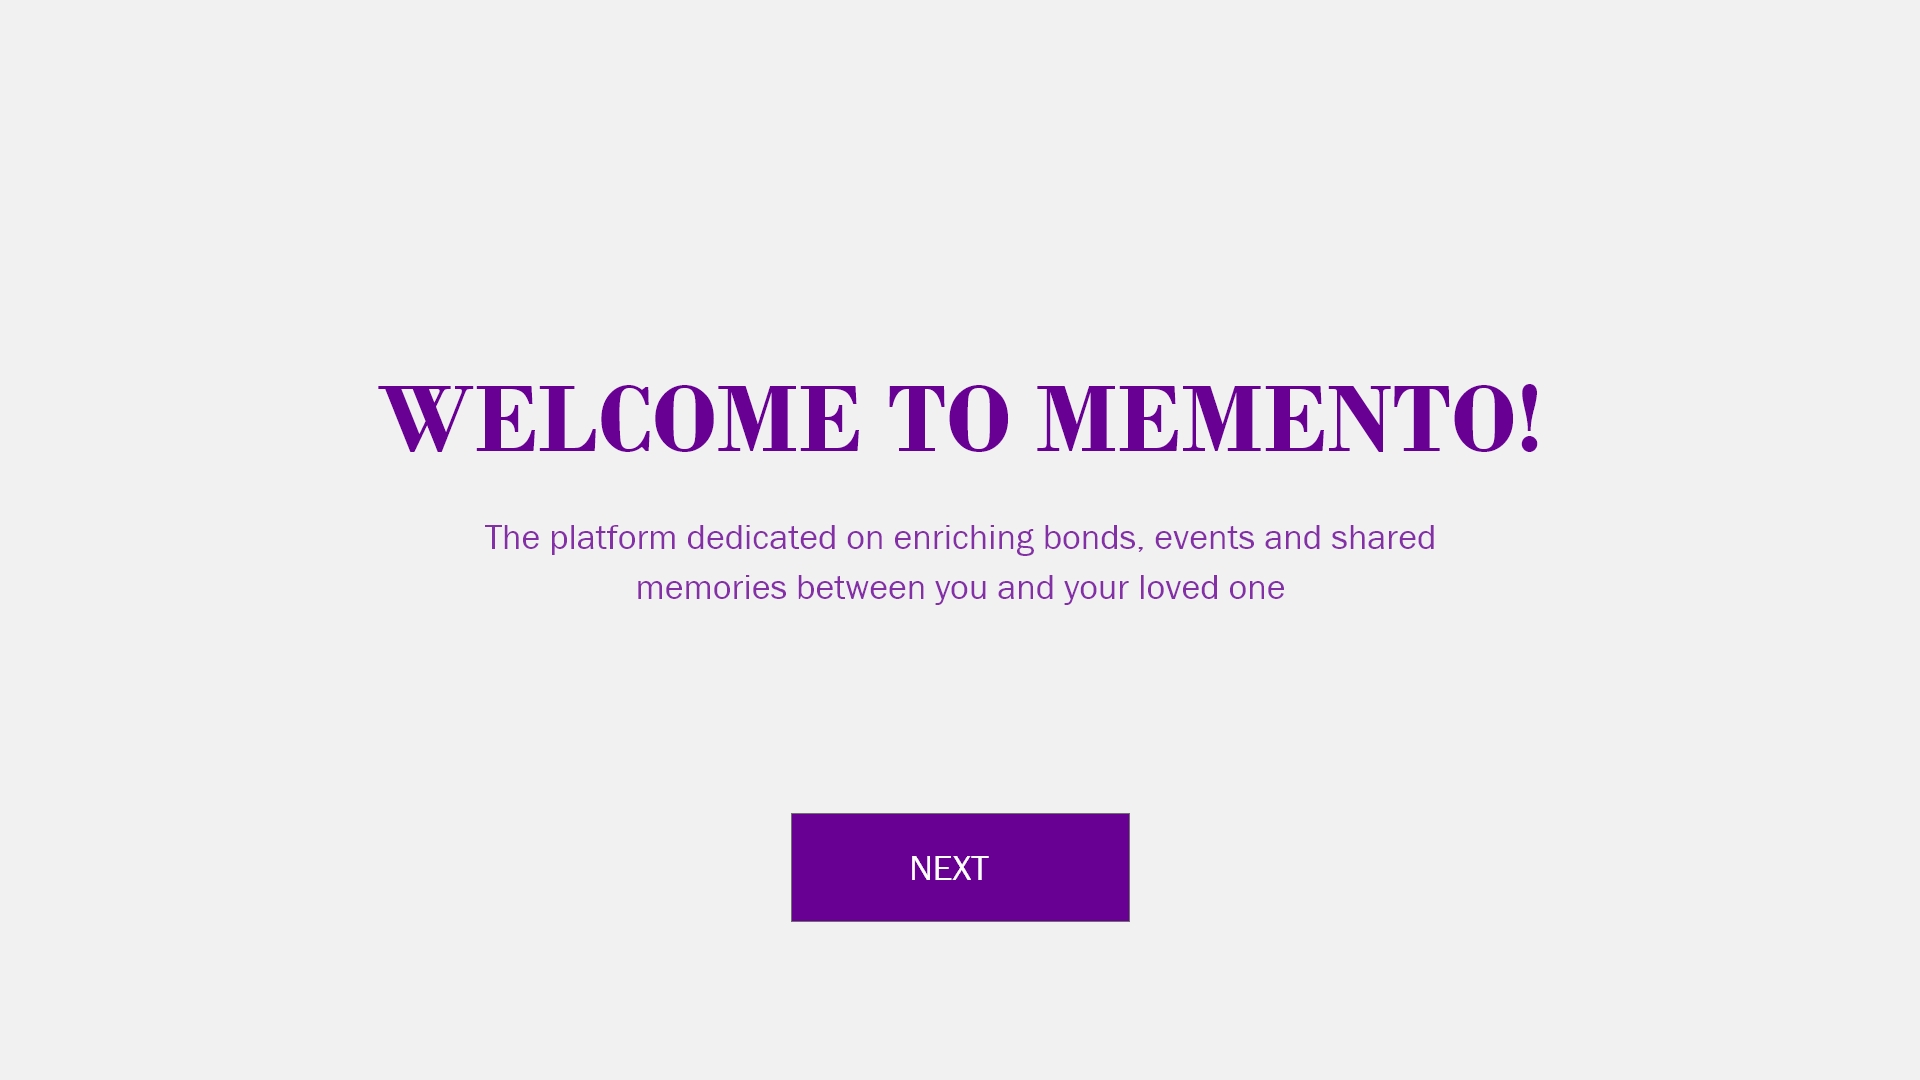 WELCOME TO MEMENTO!
The platform dedicated on enriching bonds, events and shared
memories between you and your loved one
NEXT